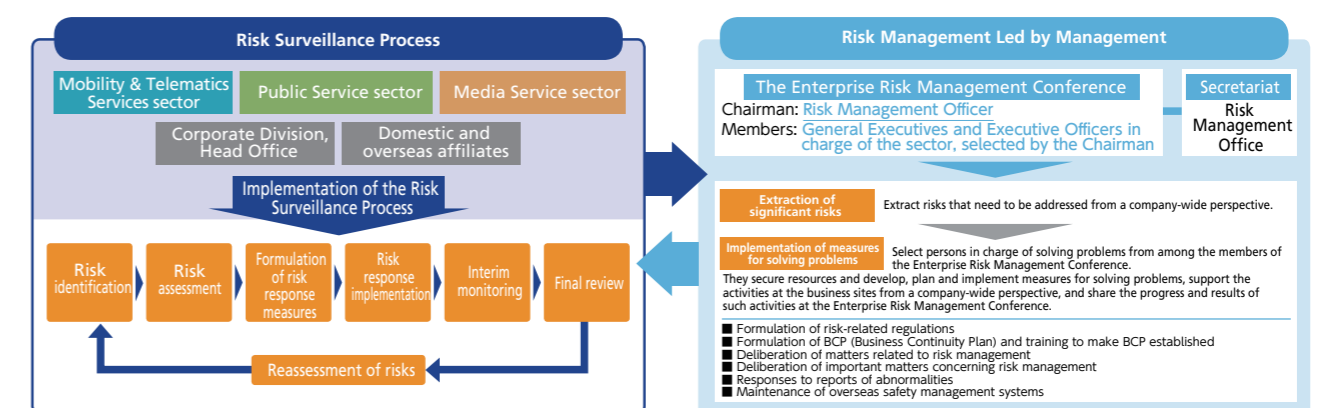 Risk Surveillance Process
Mobility & Telematics
Services sector
Public Service sector
Media Service sector
Corporate Division,
Head Office
Domestic and
overseas affiliates
Implementation of the Risk
Surveillance Process
Risk
identification
Risk
assessment
Formulation
of risk
response
measures
Risk
response
implementation
Interim
monitoring
Final review
Reassessment of risks
Risk Management Led by Management
The Enterprise Risk Management Conference
Chairman: Risk Management Officer
Members: General Executives and Executive Officers in
charge of the sector, selected by the Chairman
Secretariat
Risk
Management
Office
Extraction of
significant risks
Extract risks that need to be addressed from a company-wide perspective.
Implementation of measures
for solving problems
Select persons in charge of solving problems from among the members of
the Enterprise Risk Management Conference.
They secure resources and develop, plan and implement measures for solving problems, support the
activities at the business sites from a company-wide perspective, and share the progress and results of
such activities at the Enterprise Risk Management Conference.
■ Formulation of risk-related regulations
■ Formulation of BCP (Business Continuity Plan) and training to make BCP established
■ Deliberation of matters related to risk management
■ Deliberation of important matters concerning risk management
■ Responses to reports of abnormalities
■ Maintenance of overseas safety management systems